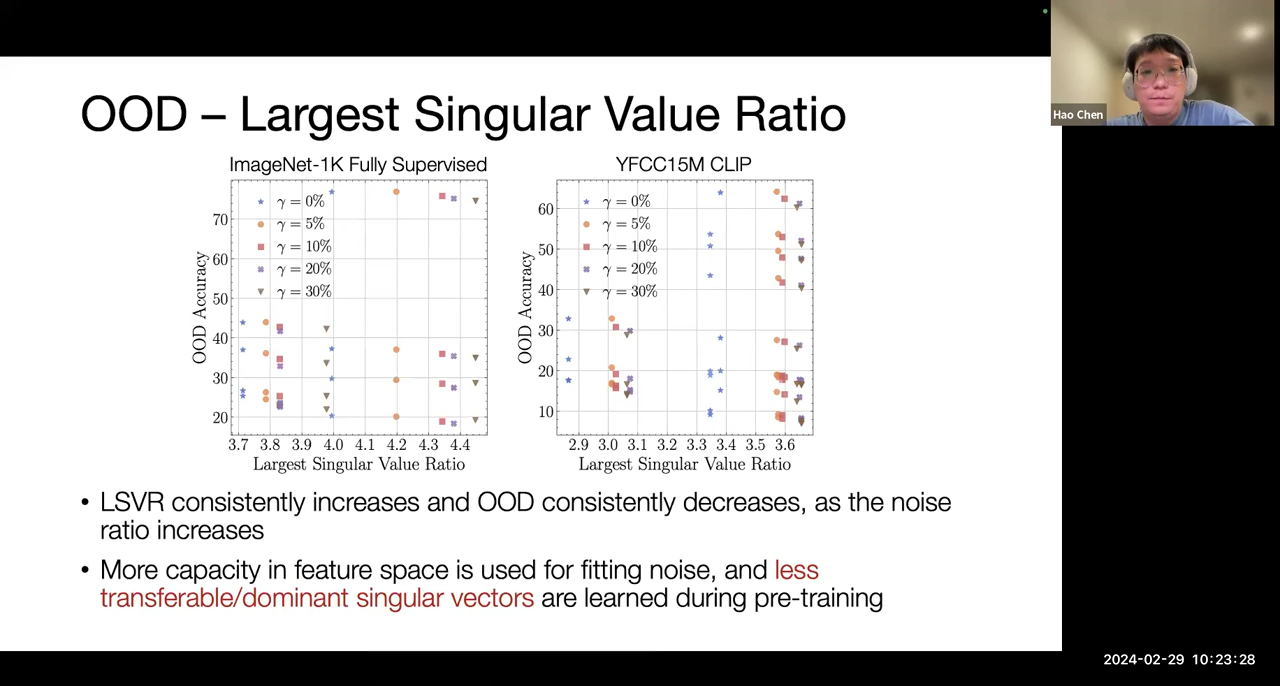 Hao Chen
OOD – Largest Singular Value Ratio
ImageNet-1K Fully Supervised
γ = 0%
γ = 5%
γ = 10%
γ = 20%
γ = 30%
70
60
50
40
30
20
OOD Accuracy
3.7 3.8 3.9 4.0 4.1 4.2 4.3 4.4
Largest Singular Value Ratio
YFCC15M CLIP
γ = 0%
γ = 5%
γ = 10%
γ = 20%
γ = 30%
60
50
40
30
20
10
OOD Accuracy
2.9 3.0 3.1 3.2 3.3 3.4 3.5 3.6
Largest Singular Value Ratio
• LSVR consistently increases and OOD consistently decreases, as the noise
ratio increases
• More capacity in feature space is used for fitting noise, and less
transferable/dominant singular vectors are learned during pre-training
2024-02-29 10:23:28